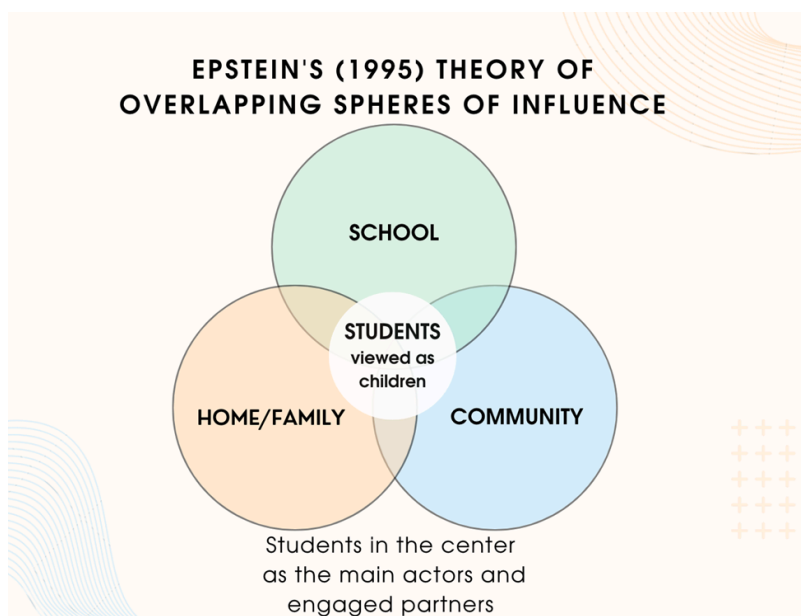 EPSTEIN'S (1995) THEORY OF
OVERLAPPING SPHERES OF INFLUENCE
SCHOOL
STUDENTS
viewed as
children
HOME/FAMILY
COMMUNITY
Students in the center
as the main actors and
engaged partners